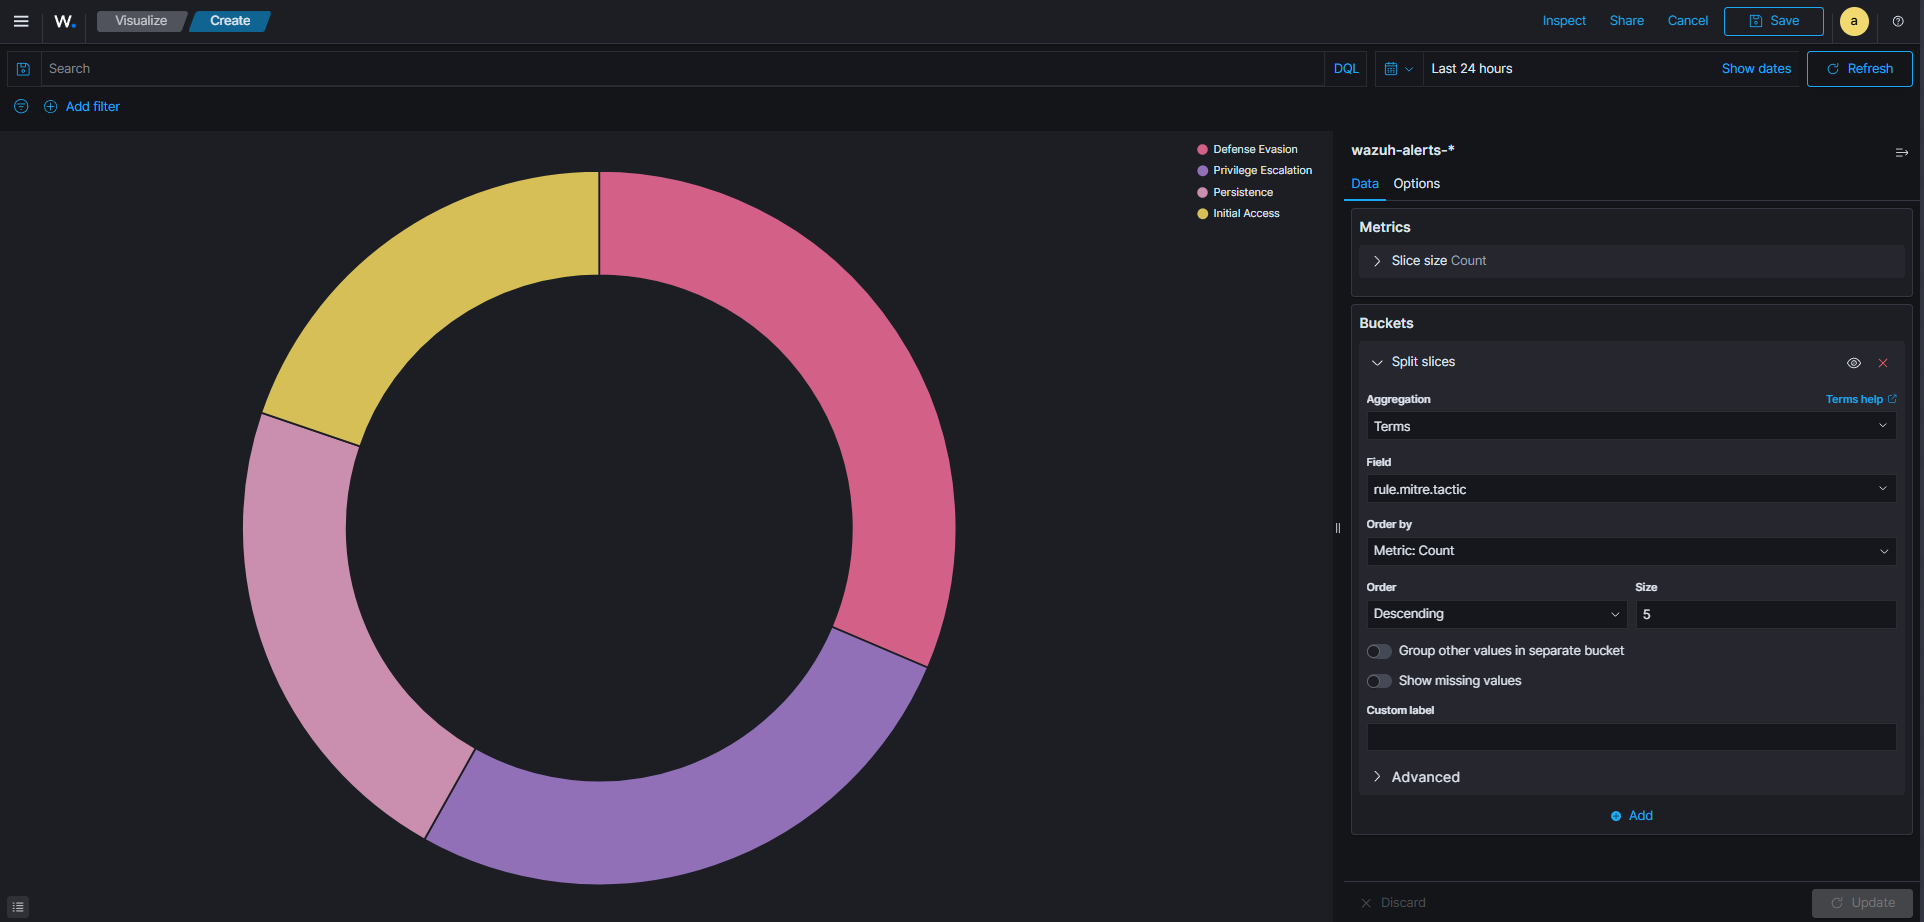 W.
Visualize
Create
Inspect
Share
Cancel
Save
a
Search
DQL
Last 24 hours
Show dates
Refresh
Add filter
Defense Evasion
Privilege Escalation
Persistence
Initial Access
wazuh-alerts-*
Data
Options
Metrics
Slice size Count
Buckets
Split slices
Aggregation
Terms help
Terms
Field
rule.mitre.tactic
Order by
Metric: Count
Order
Size
Descending
5
Group other values in separate bucket
Show missing values
Custom label
Advanced
Add
Discard
Update